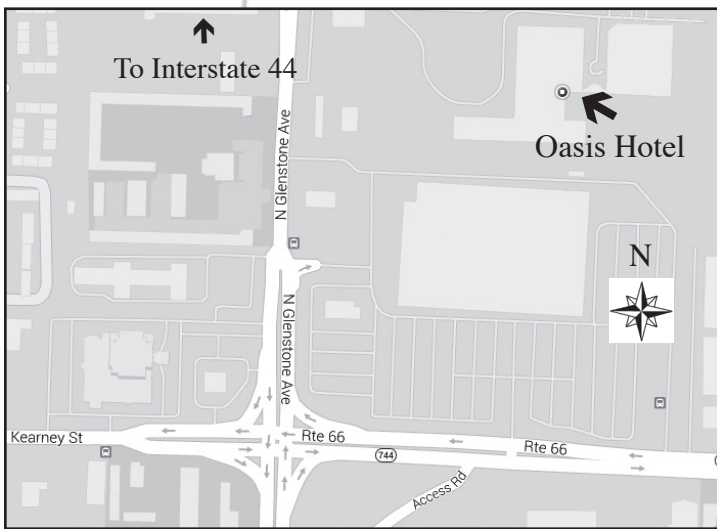 To Interstate 44
N Glenstone Ave
Oasis Hotel
N
N Glenstone Ave
Kearney St
Rte 66
Rte 66
744
Access Rd